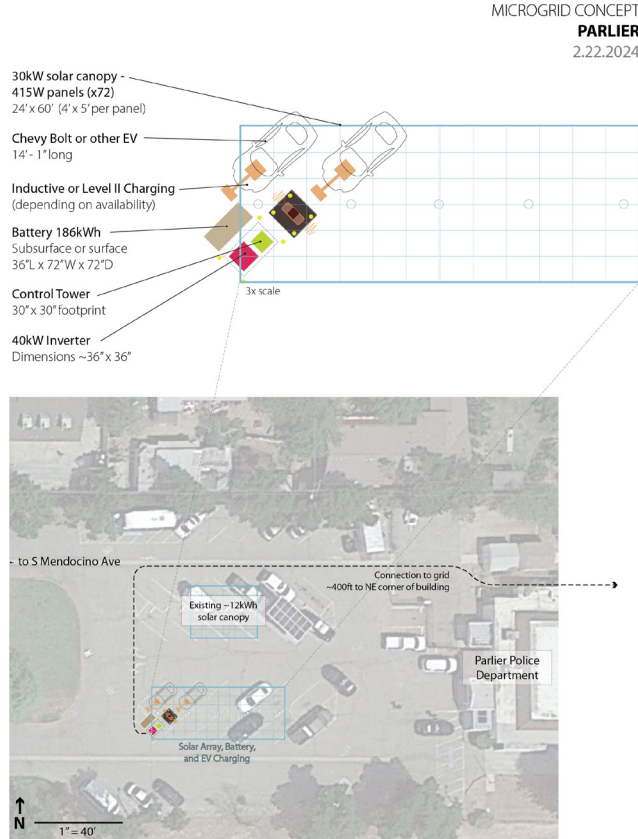 MICROGRID CONCEPT
PARLIER
2.22.2024
30kW solar canopy -
415W panels (x72)
24' x 60' (4' x 5' per panel)
Chevy Bolt or other EV
14' - 1" long
Inductive or Level II Charging
(depending on availability)
Battery 186kWh
Subsurface or surface
36"L x 72"W x 72"D
Control Tower
30" x 30" footprint
40kW Inverter
Dimensions ~36" x 36"
3x scale
to S Mendocino Ave
Connection to grid
~400ft to NE corner of building
Existing ~12kWh
solar canopy
Parlier Police
Department
Solar Array, Battery,
and EV Charging
N
1" = 40'